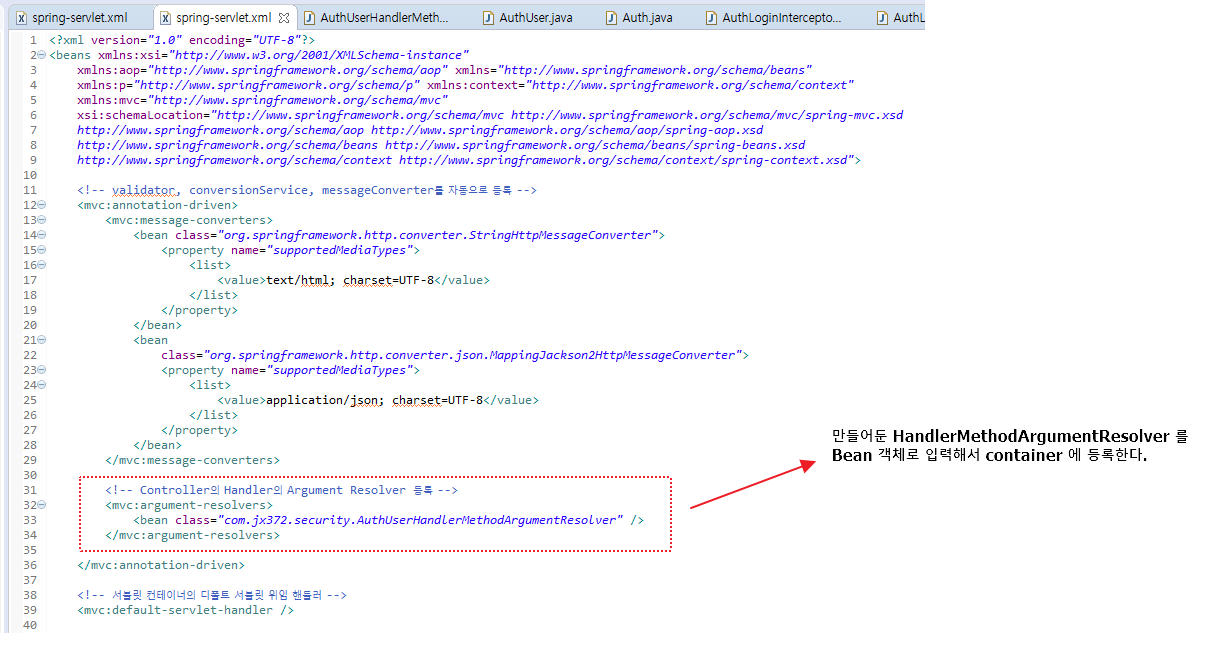 spring-servlet.xml spring-servlet.xml AuthUserHandlerMeth... AuthUser.java Auth.java AuthLoginIntercepto... AuthL
1 <?xml version="1.0" encoding="UTF-8"?>
2 <beans xmlns:xsi="http://www.w3.org/2001/XMLSchema-instance"
3 xmlns:aop="http://www.springframework.org/schema/aop" xmlns="http://www.springframework.org/schema/beans"
4 xmlns:p="http://www.springframework.org/schema/p" xmlns:context="http://www.springframework.org/schema/context"
5 xmlns:mvc="http://www.springframework.org/schema/mvc"
6 xsi:schemaLocation="http://www.springframework.org/schema/mvc http://www.springframework.org/schema/mvc/spring-mvc.xsd
7 http://www.springframework.org/schema/aop http://www.springframework.org/schema/aop/spring-aop.xsd
8 http://www.springframework.org/schema/beans http://www.springframework.org/schema/beans/spring-beans.xsd
9 http://www.springframework.org/schema/context http://www.springframework.org/schema/context/spring-context.xsd">
10
11 <!-- validator, conversionService, messageConverter를 자동으로 등록 -->
12 <mvc:annotation-driven>
13 <mvc:message-converters>
14 <bean class="org.springframework.http.converter.StringHttpMessageConverter">
15 <property name="supportedMediaTypes">
16 <list>
17 <value>text/html; charset=UTF-8</value>
18 </list>
19 </property>
20 </bean>
21 <bean
22 class="org.springframework.http.converter.json.MappingJackson2HttpMessageConverter">
23 <property name="supportedMediaTypes">
24 <list>
25 <value>application/json; charset=UTF-8</value>
26 </list>
27 </property>
28 </bean>
29 </mvc:message-converters>
30
31 <!-- Controller의 Handler의 Argument Resolver 등록 -->
32 <mvc:argument-resolvers>
33 <bean class="com.jx372.security.AuthUserHandlerMethodArgumentResolver" />
34 </mvc:argument-resolvers>
35
36 </mvc:annotation-driven>
37
38 <!-- 서블릿 컨테이너의 디폴트 서블릿 위임 핸들러 -->
39 <mvc:default-servlet-handler />
40
만들어둔 HandlerMethodArgumentResolver 를
Bean 객체로 입력해서 container 에 등록한다.